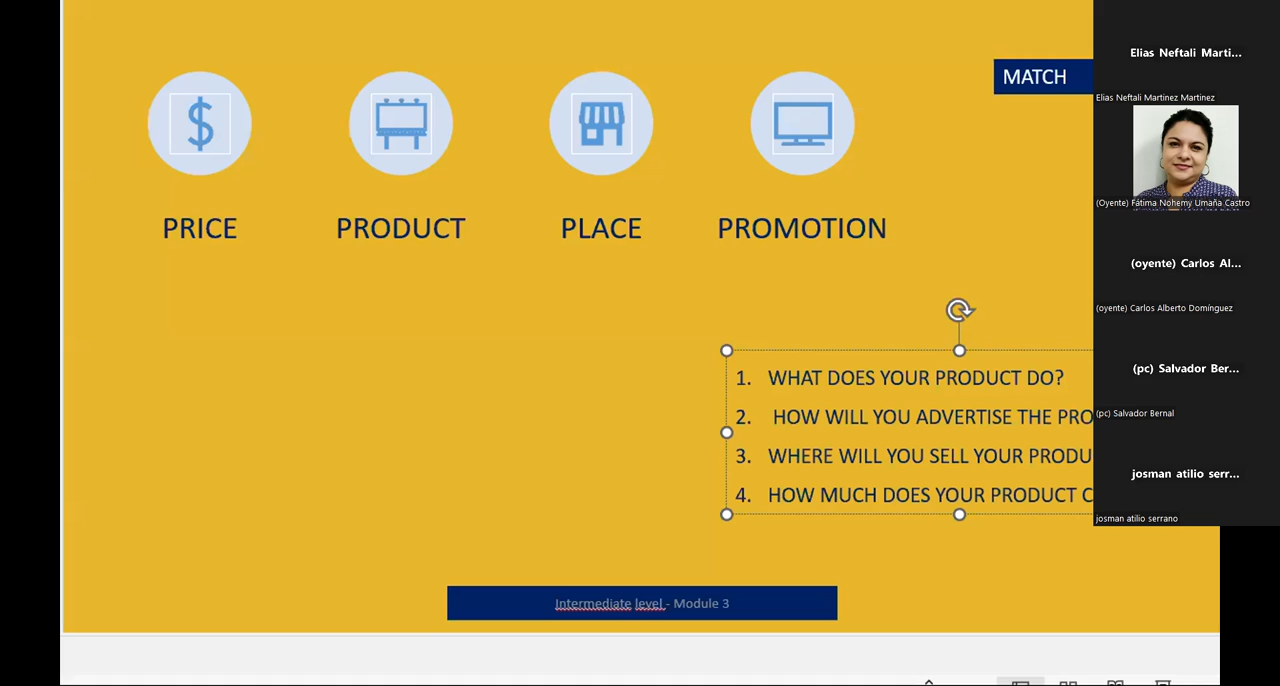 MATCH
PRICE
PRODUCT
PLACE
PROMOTION
1. WHAT DOES YOUR PRODUCT DO?
2. HOW WILL YOU ADVERTISE THE PRO
3. WHERE WILL YOU SELL YOUR PRODU
4. HOW MUCH DOES YOUR PRODUCT C
Intermediate level - Module 3
Elias Neftali Marti...
Elias Neftali Martinez Martinez
(Oyente) Fátima Nohemy Umaña Castro
(oyente) Carlos Al...
(oyente) Carlos Alberto Domínguez
(pc) Salvador Ber...
(pc) Salvador Bernal
josman atilio serr...
josman atilio serrano